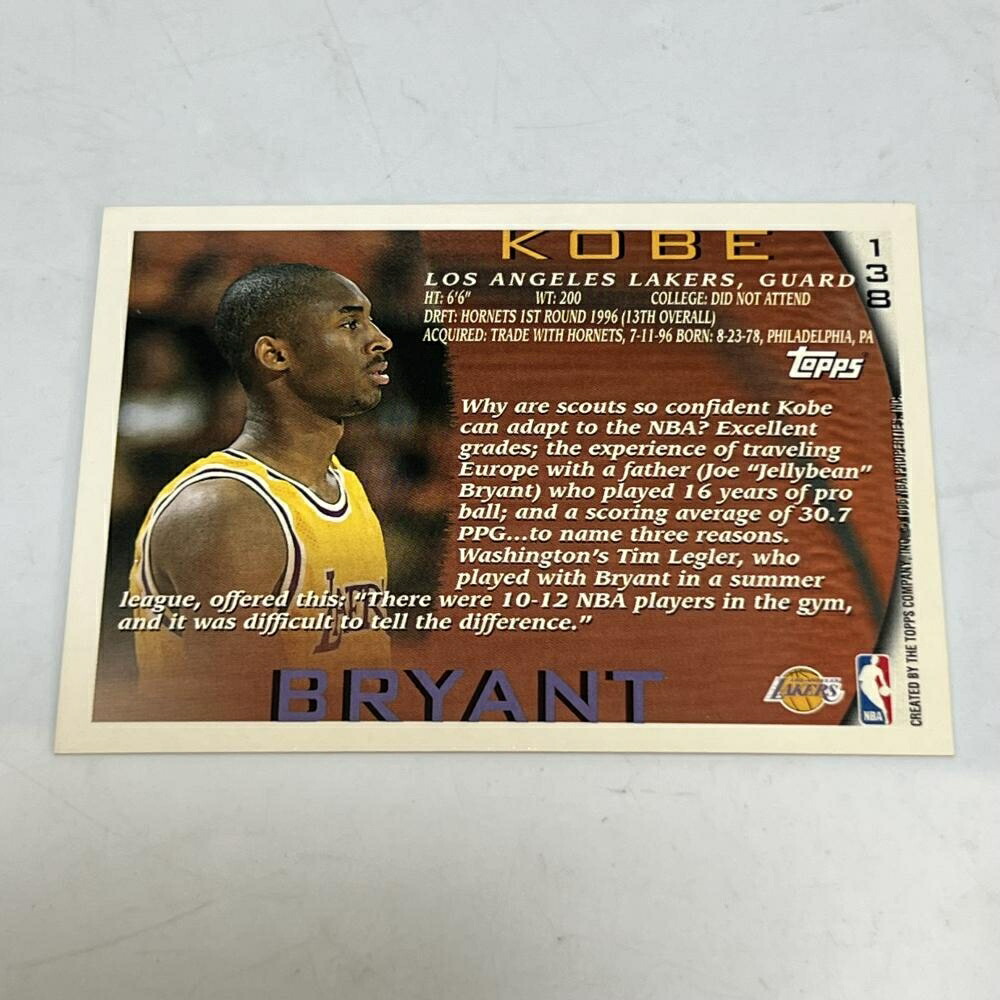 KOBE
138
LOS ANGELES LAKERS, GUARD
HT: 6'6" WT: 200 COLLEGE: DID NOT ATTEND
DRFT: HORNETS 1ST ROUND 1996 (13TH OVERALL)
ACQUIRED: TRADE WITH HORNETS, 7-11-96 BORN: 8-23-78, PHILADELPHIA, PA
TOPPS
Why are scouts so confident Kobe
can adapt to the NBA? Excellent
grades; the experience of traveling
Europe with a father (Joe “Jellybean”
Bryant) who played 16 years of pro
ball; and a scoring average of 30.7
PPG...to name three reasons.
Washington's Tim Legler, who
played with Bryant in a summer
league, offered this: “There were 10-12 NBA players in the gym,
and it was difficult to tell the difference.”
BRYANT
LAKERS
NBA
CREATED BY THE TOPPS COMPANY, INC. NBA PROPERTIES